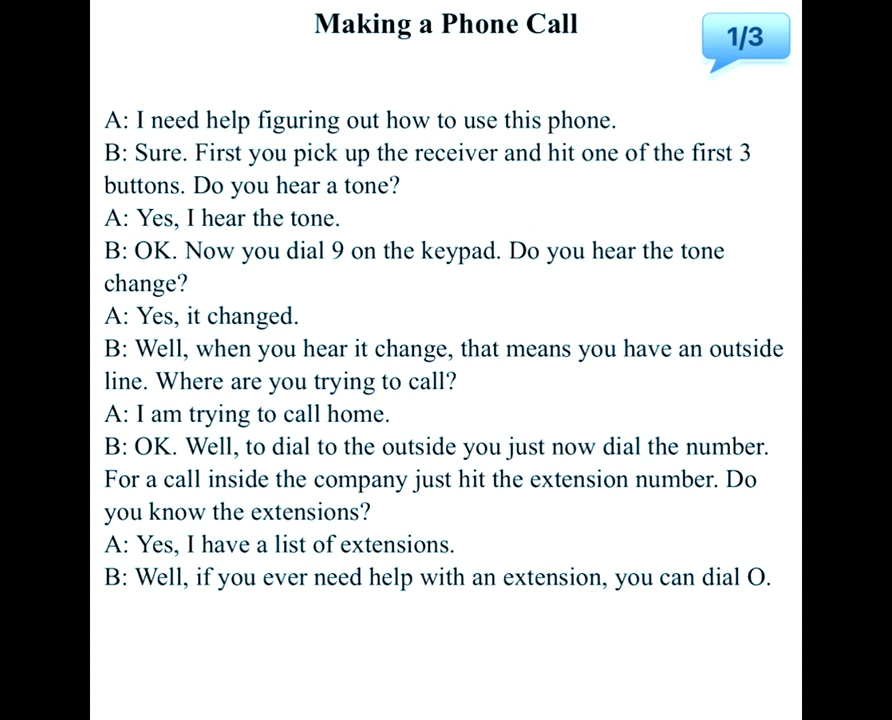 Making a Phone Call
1/3
A: I need help figuring out how to use this phone.
B: Sure. First you pick up the receiver and hit one of the first 3
buttons. Do you hear a tone?
A: Yes, I hear the tone.
B: OK. Now you dial 9 on the keypad. Do you hear the tone
change?
A: Yes, it changed.
B: Well, when you hear it change, that means you have an outside
line. Where are you trying to call?
A: I am trying to call home.
B: OK. Well, to dial to the outside you just now dial the number.
For a call inside the company just hit the extension number. Do
you know the extensions?
A: Yes, I have a list of extensions.
B: Well, if you ever need help with an extension, you can dial O.